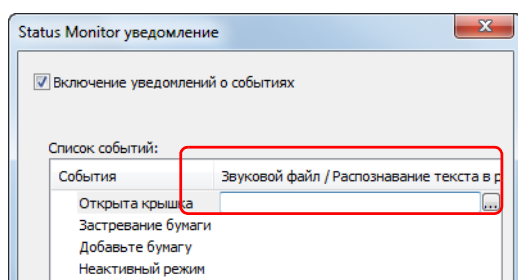 Status Monitor уведомление
Включение уведомлений о событиях
Список событий:
События Звуковой файл / Распознавание текста в р
Открыта крышка ...
Застревание бумаги
Добавьте бумагу
Неактивный режим